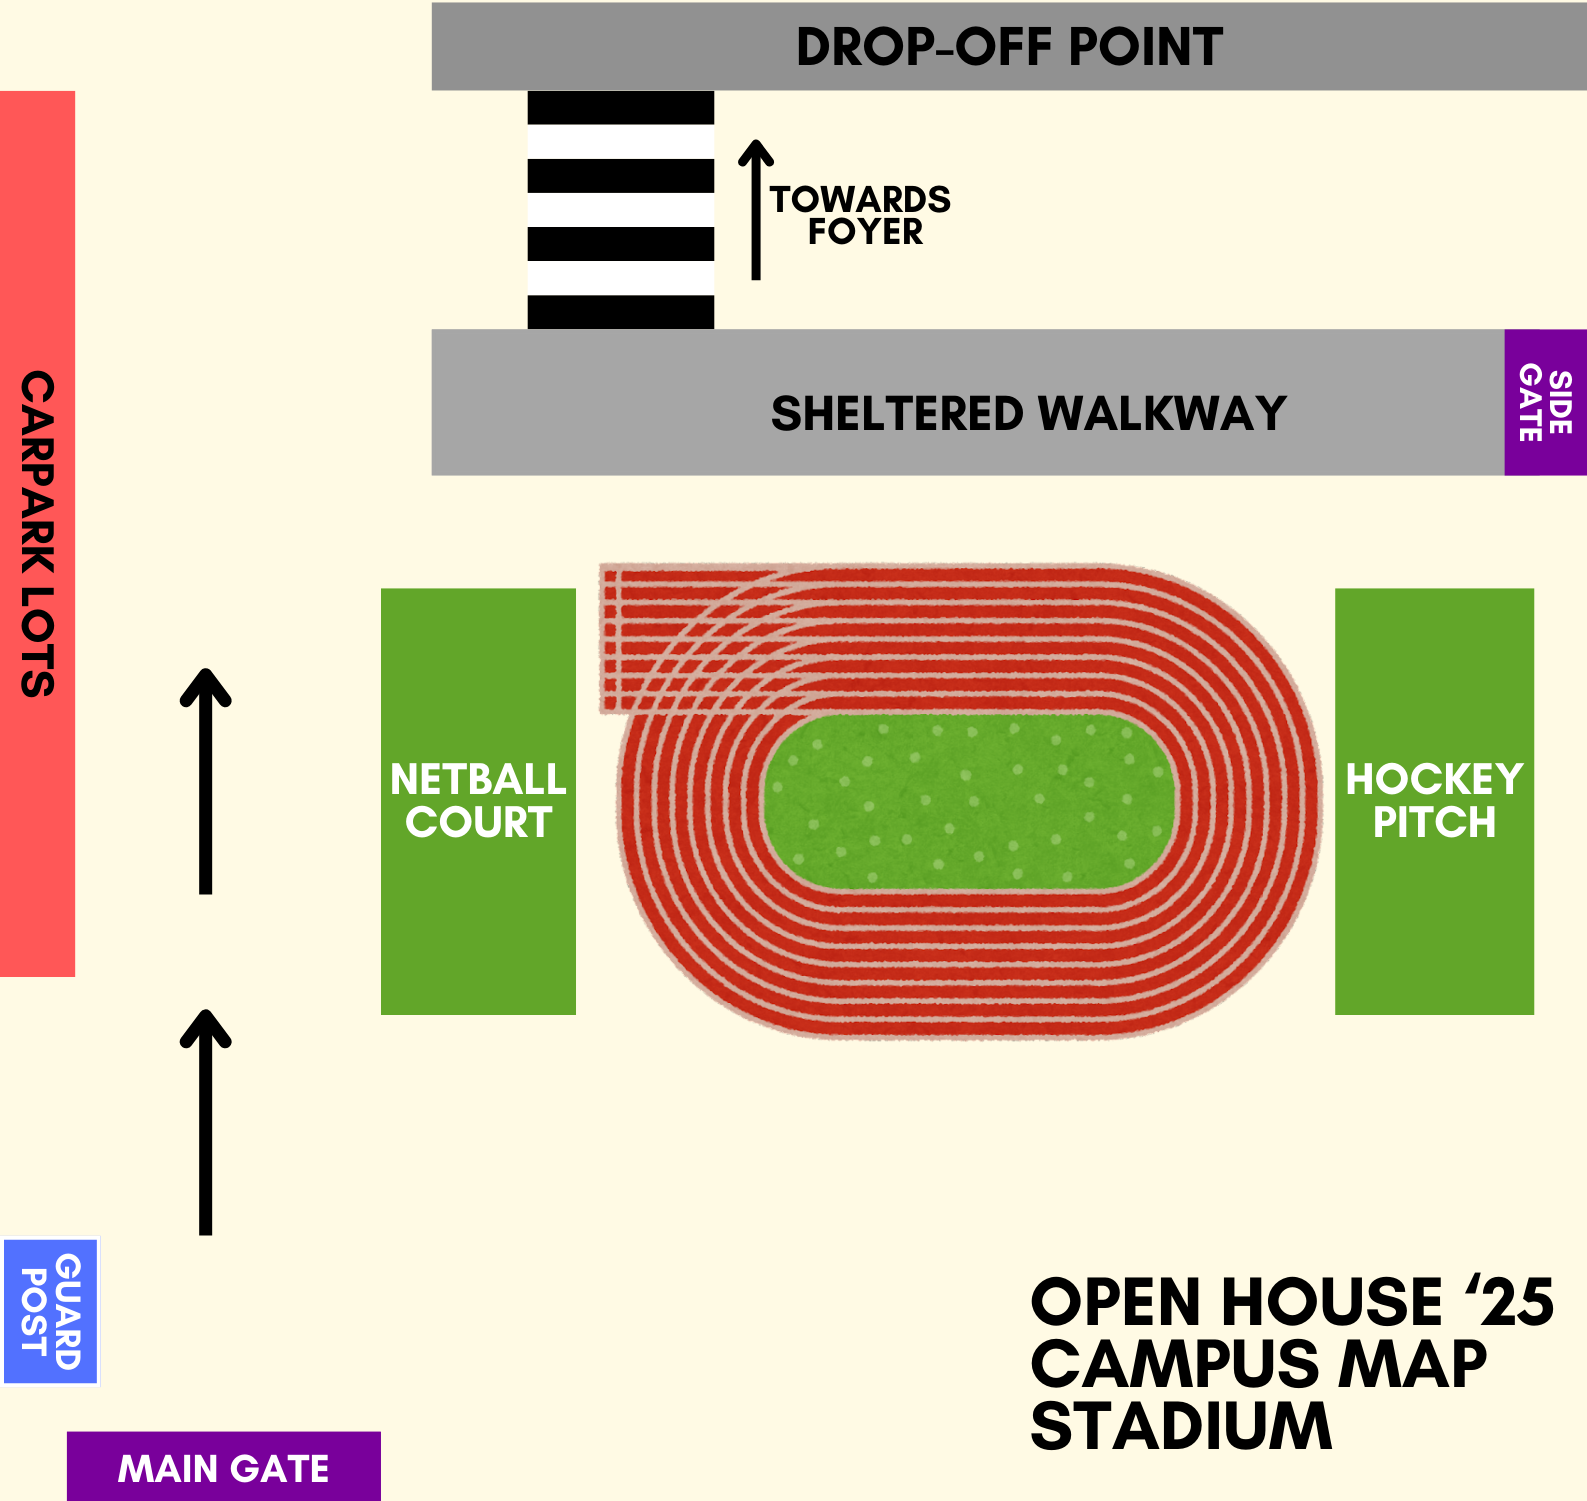 DROP-OFF POINT
TOWARDS
FOYER
CARPARK LOTS
SHELTERED WALKWAY
SIDE
GATE
NETBALL
COURT
HOCKEY
PITCH
GUARD
POST
OPEN HOUSE ‘25
CAMPUS MAP
STADIUM
MAIN GATE